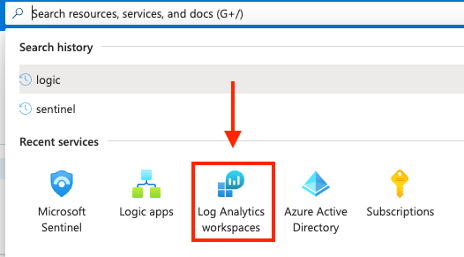 Search resources, services, and docs (G+/)
Search history
logic
sentinel
Recent services
Microsoft Sentinel
Logic apps
Log Analytics workspaces
Azure Active Directory
Subscriptions